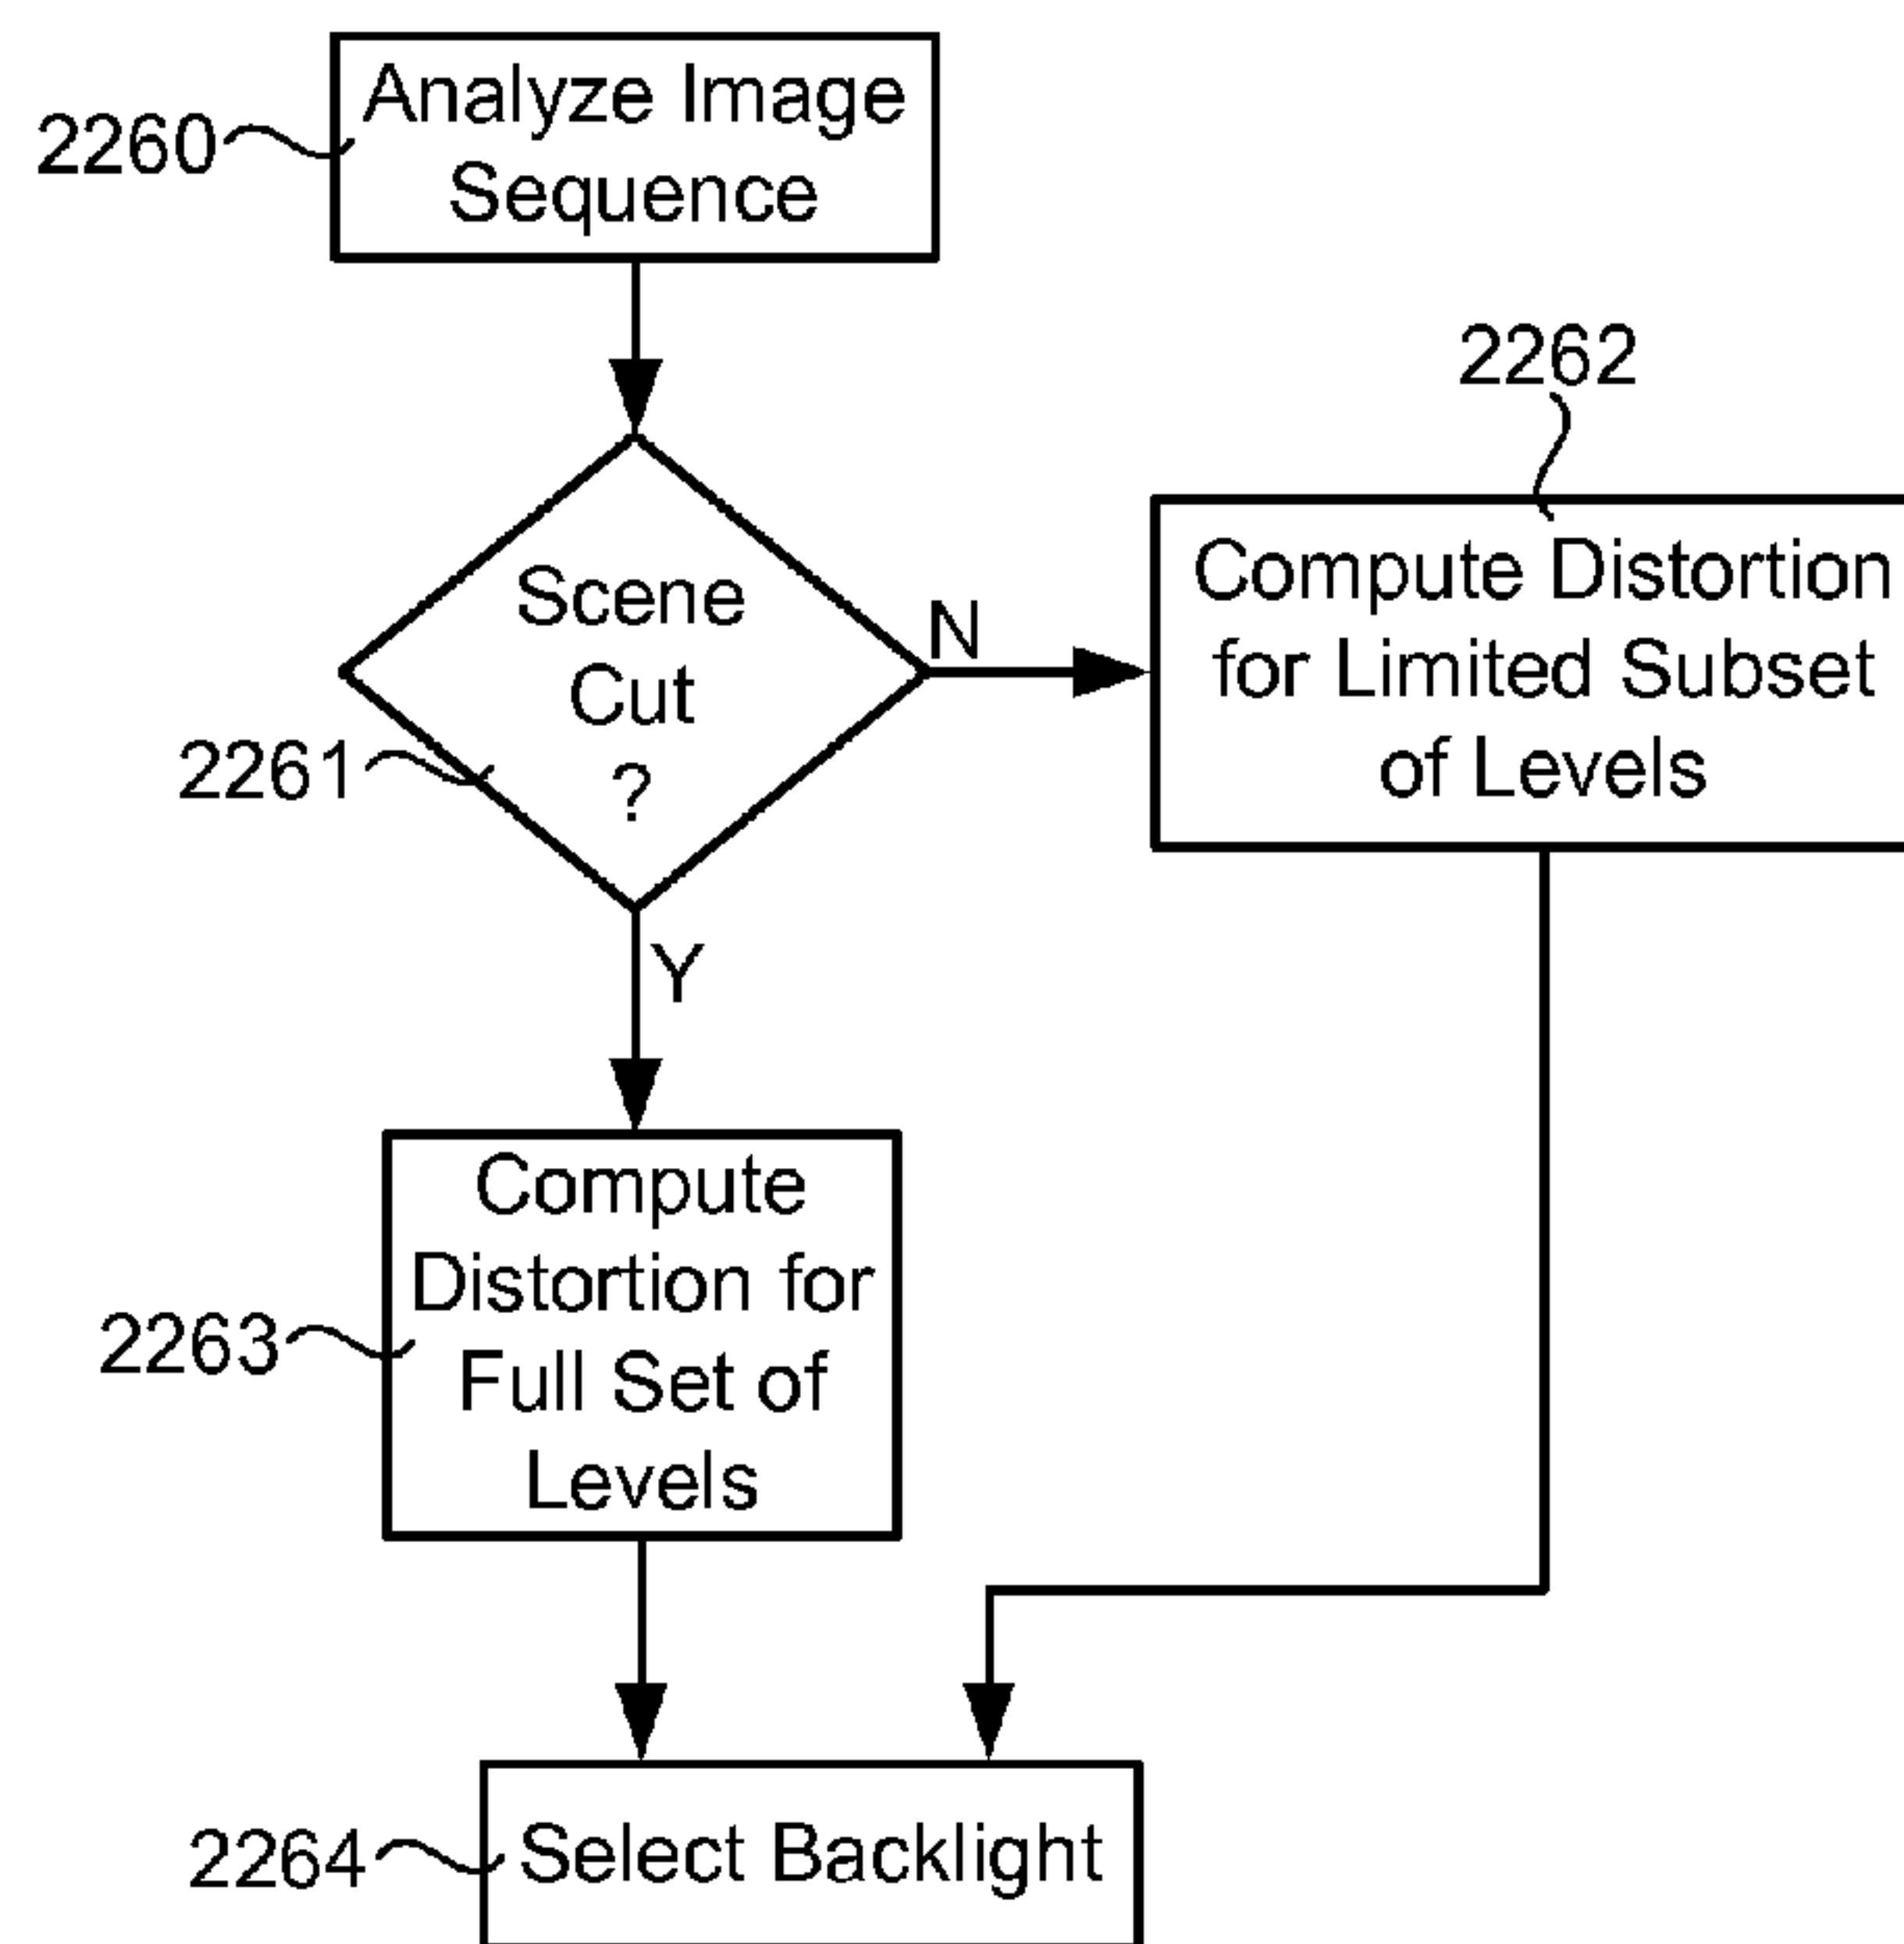 2260
Analyze Image
Sequence
2262
Scene
Cut
?
2261
N
Compute Distortion
for Limited Subset
of Levels
Y
2263
Compute
Distortion for
Full Set of
Levels
2264
Select Backlight